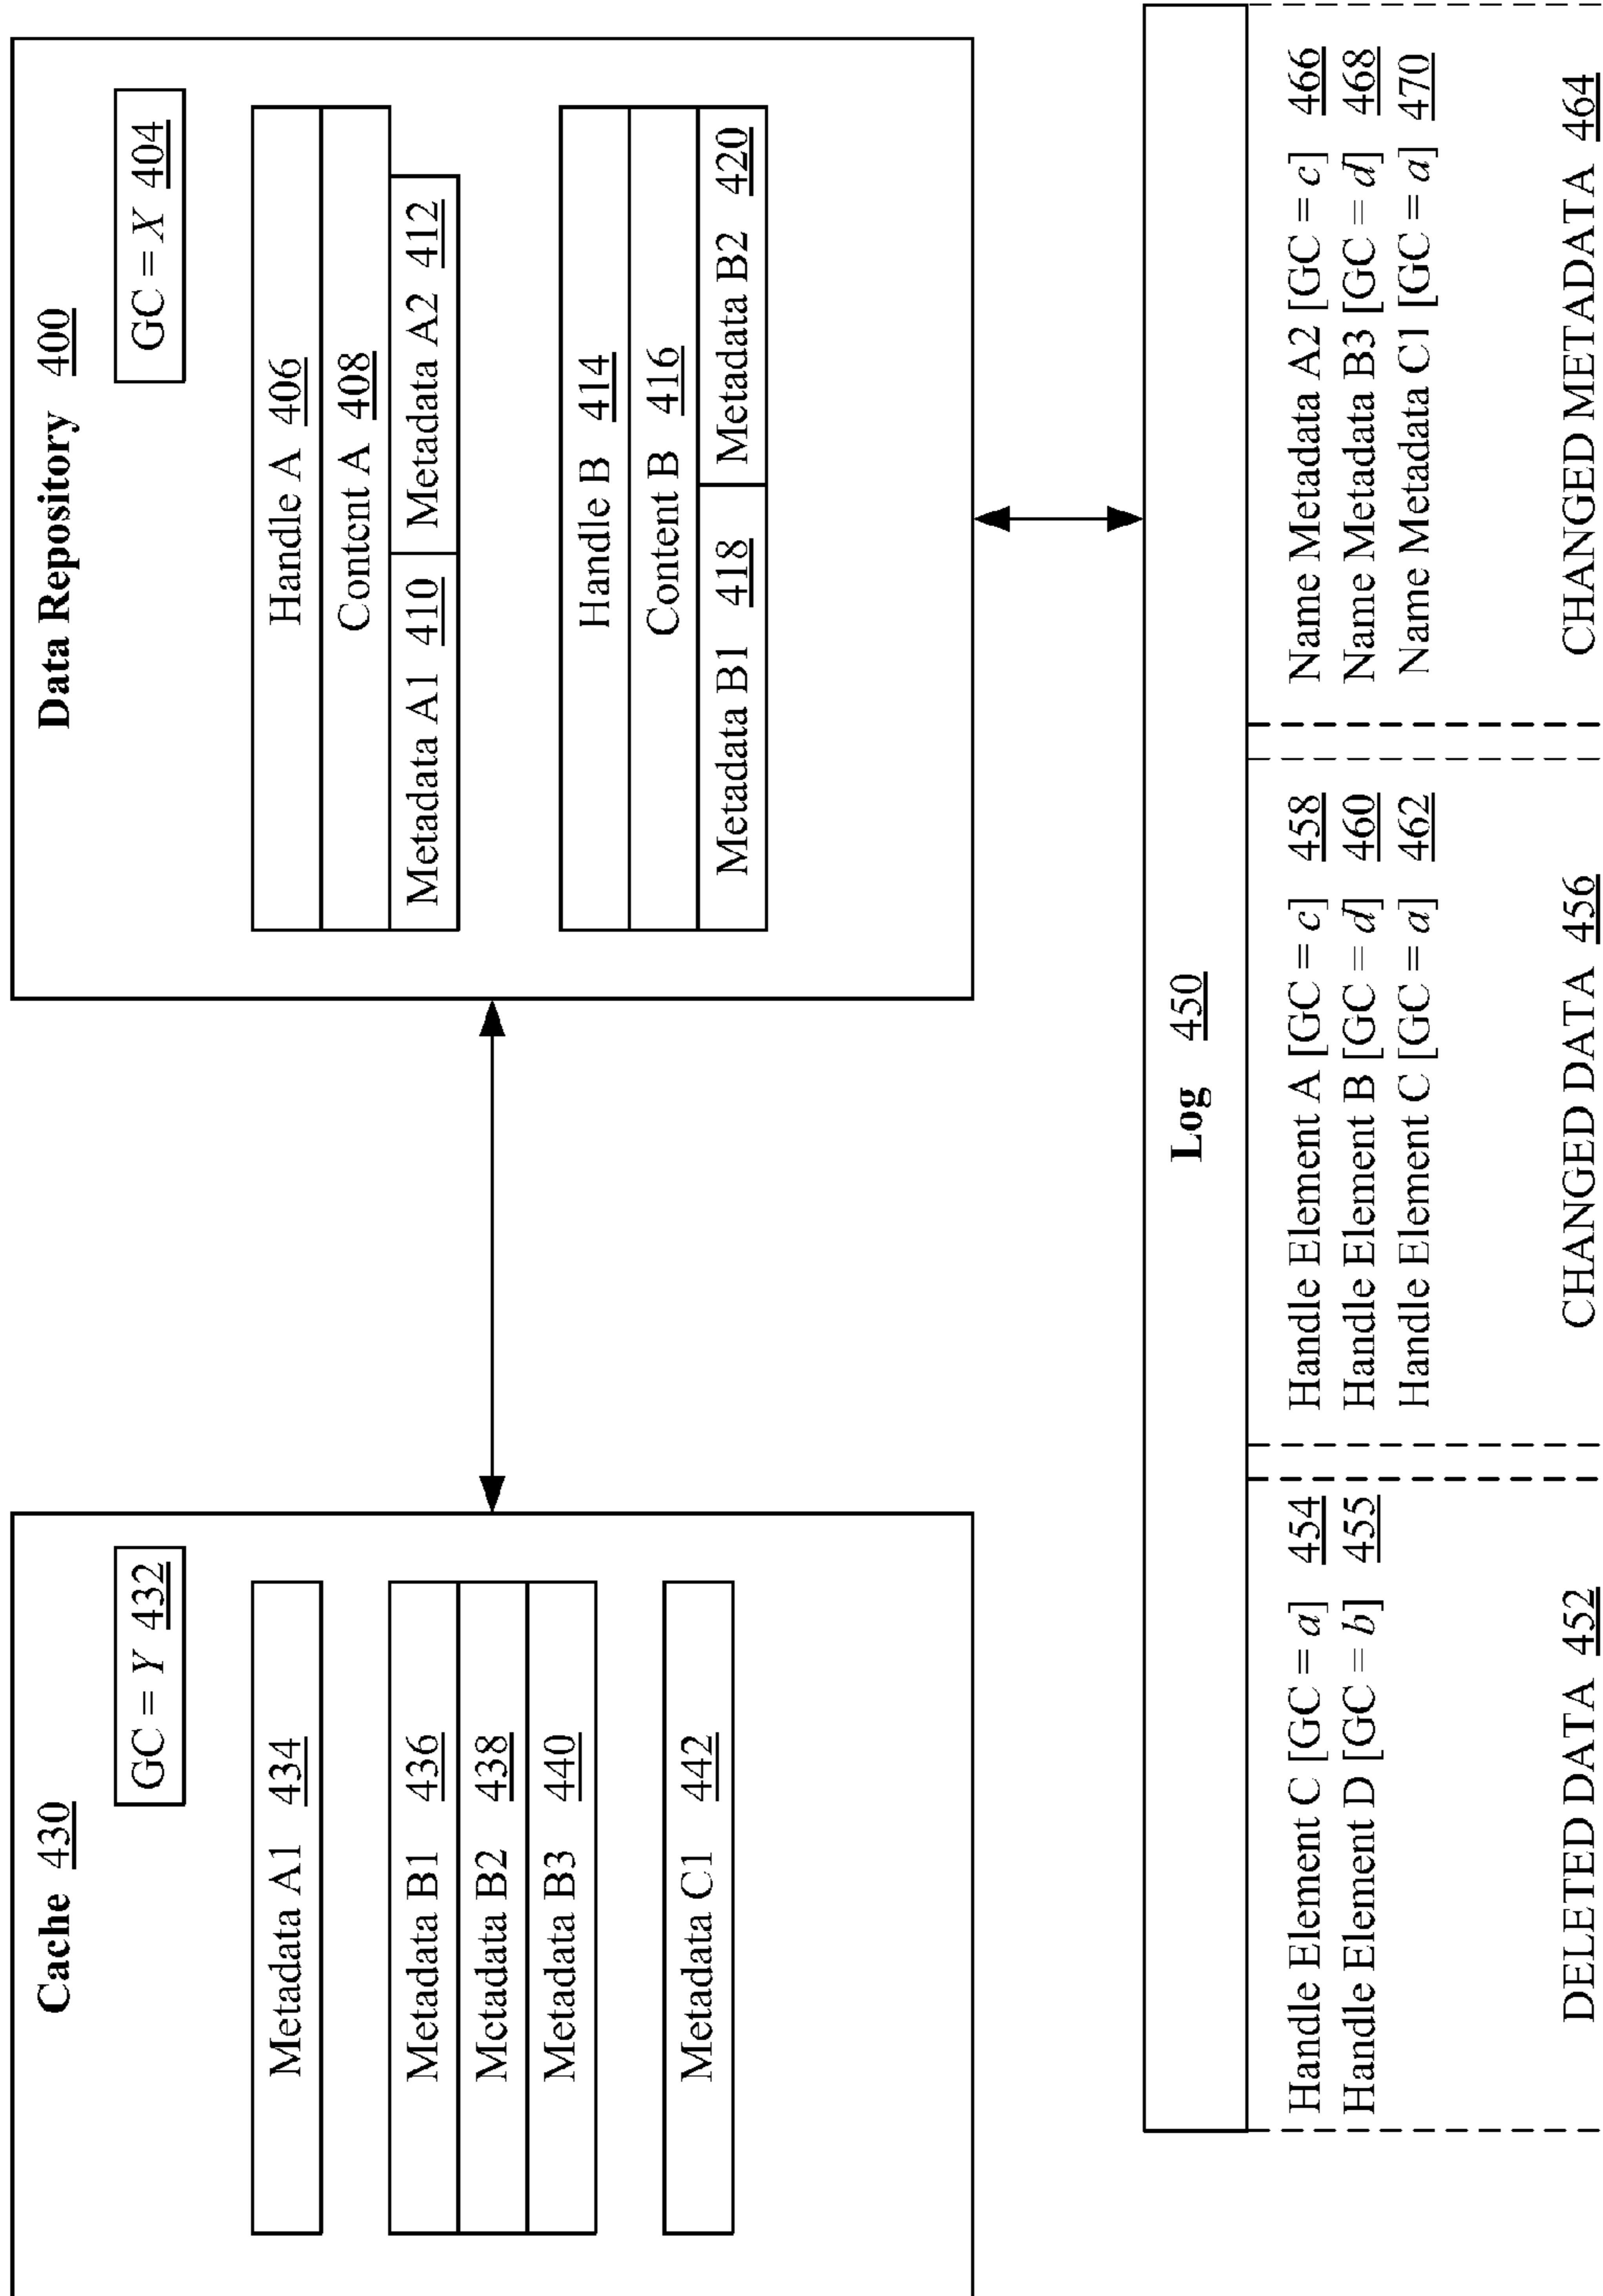 Cache 430
GC = Y 432
Metadata A1 434
Metadata B1 436
Metadata B2 438
Metadata B3 440
Metadata C1 442
Data Repository 400
GC = X 404
Handle A 406
Content A 408
Metadata A1 410 Metadata A2 412
Handle B 414
Content B 416
Metadata B1 418 Metadata B2 420
Log 450
Handle Element C [GC = a] 454
Handle Element D [GC = b] 455
DELETED DATA 452
Handle Element A [GC = c] 458
Handle Element B [GC = d] 460
Handle Element C [GC = a] 462
CHANGED DATA 456
Name Metadata A2 [GC = c] 466
Name Metadata B3 [GC = d] 468
Name Metadata C1 [GC = a] 470
CHANGED METADATA 464